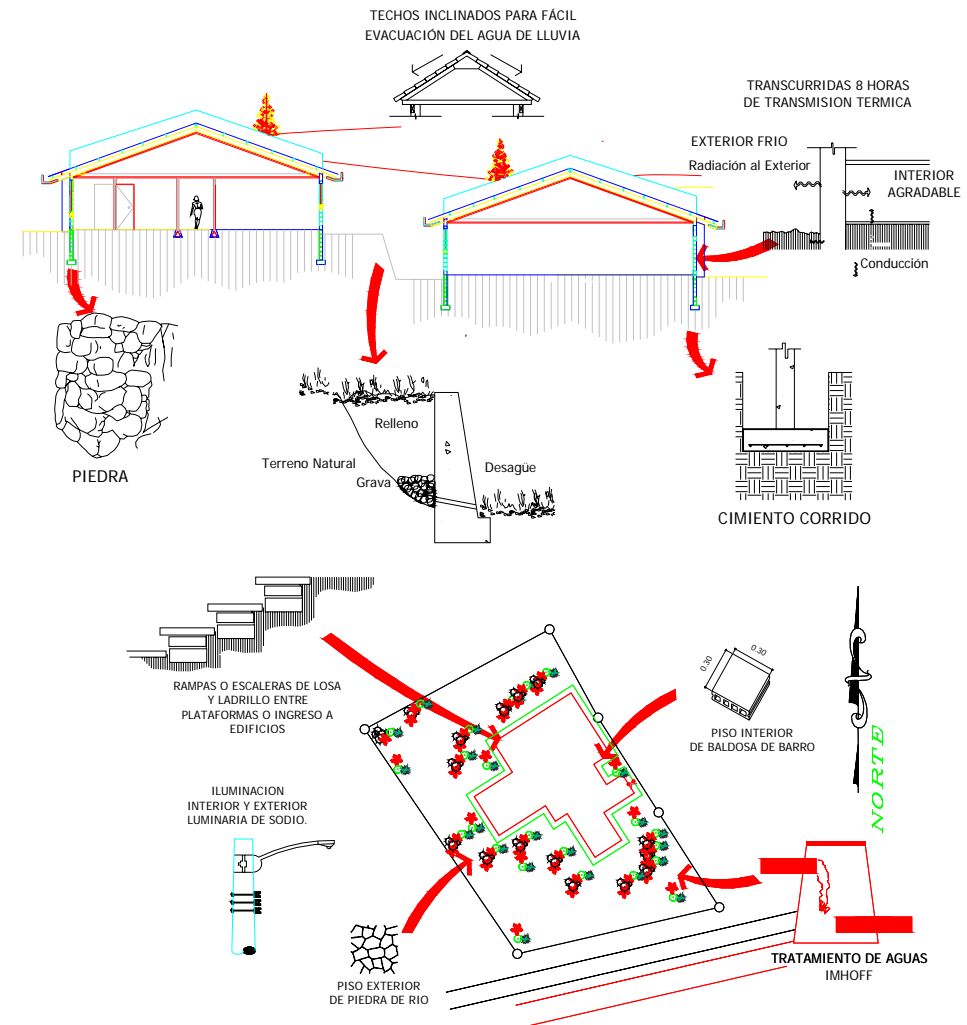 TECHOS INCLINADOS PARA FÁCIL
EVACUACIÓN DEL AGUA DE LLUVIA
TRANSCURRIDAS 8 HORAS
DE TRANSMISION TERMICA
EXTERIOR FRIO
Radiación al Exterior
INTERIOR
AGRADABLE
Conducción
PIEDRA
Relleno
Terreno Natural
Grava
Desagüe
CIMIENTO CORRIDO
RAMPAS O ESCALERAS DE LOSA
Y LADRILLO ENTRE
PLATAFORMAS O INGRESO A
EDIFICIOS
0.30
0.30
PISO INTERIOR
DE BALDOSA DE BARRO
NORTE
ILUMINACION
INTERIOR Y EXTERIOR
LUMINARIA DE SODIO.
PISO EXTERIOR
DE PIEDRA DE RIO
TRATAMIENTO DE AGUAS
IMHOFF